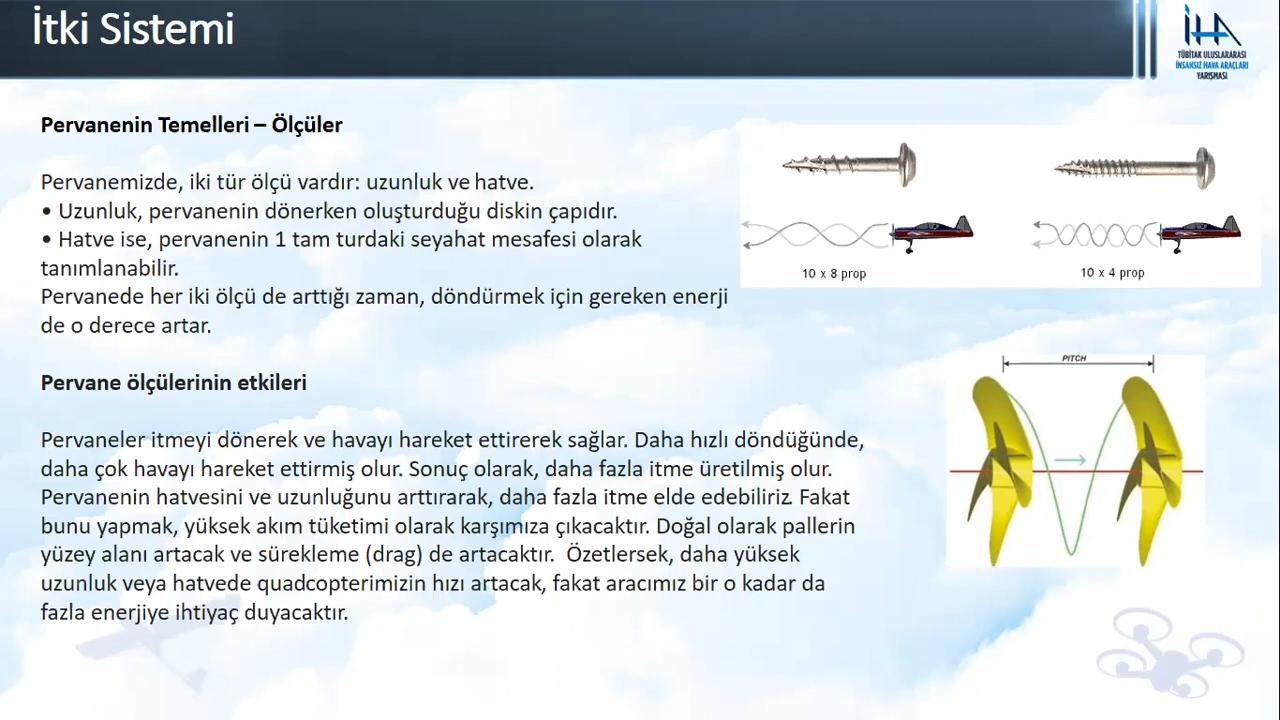 İtki Sistemi
İHA
TÜBİTAK ULUSLARARASI
İNSANSIZ HAVA ARAÇLARI
YARIŞMASI
Pervanenin Temelleri – Ölçüler
Pervanemizde, iki tür ölçü vardır: uzunluk ve hatve.
• Uzunluk, pervanenin dönerken oluşturduğu diskin çapıdır.
• Hatve ise, pervanenin 1 tam turdaki seyahat mesafesi olarak
tanımlanabilir.
Pervanede her iki ölçü de arttığı zaman, döndürmek için gereken enerji
de o derece artar.
10 x 8 prop
10 x 4 prop
Pervane ölçülerinin etkileri
Pervaneler itmeyi dönerek ve havayı hareket ettirerek sağlar. Daha hızlı döndüğünde,
daha çok havayı hareket ettirmiş olur. Sonuç olarak, daha fazla itme üretilmiş olur.
Pervanenin hatvesini ve uzunluğunu arttırarak, daha fazla itme elde edebiliriz. Fakat
bunu yapmak, yüksek akım tüketimi olarak karşımıza çıkacaktır. Doğal olarak pallerin
yüzey alanı artacak ve sürekleme (drag) de artacaktır.  Özetlersek, daha yüksek
uzunluk veya hatvede quadcopterimizin hızı artacak, fakat aracımız bir o kadar da
fazla enerjiye ihtiyaç duyacaktır.
PITCH